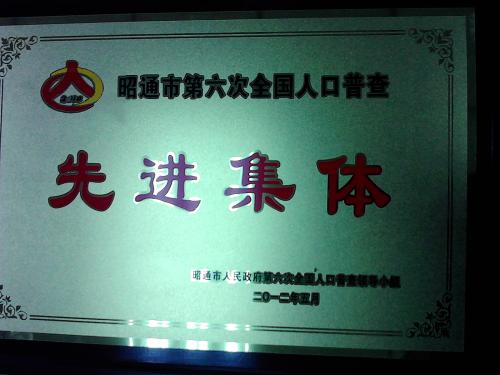 昭通市第六次全国人口普查
先进集体
昭通市人民政府第六次全国人口普查领导小组
二〇一二年五月